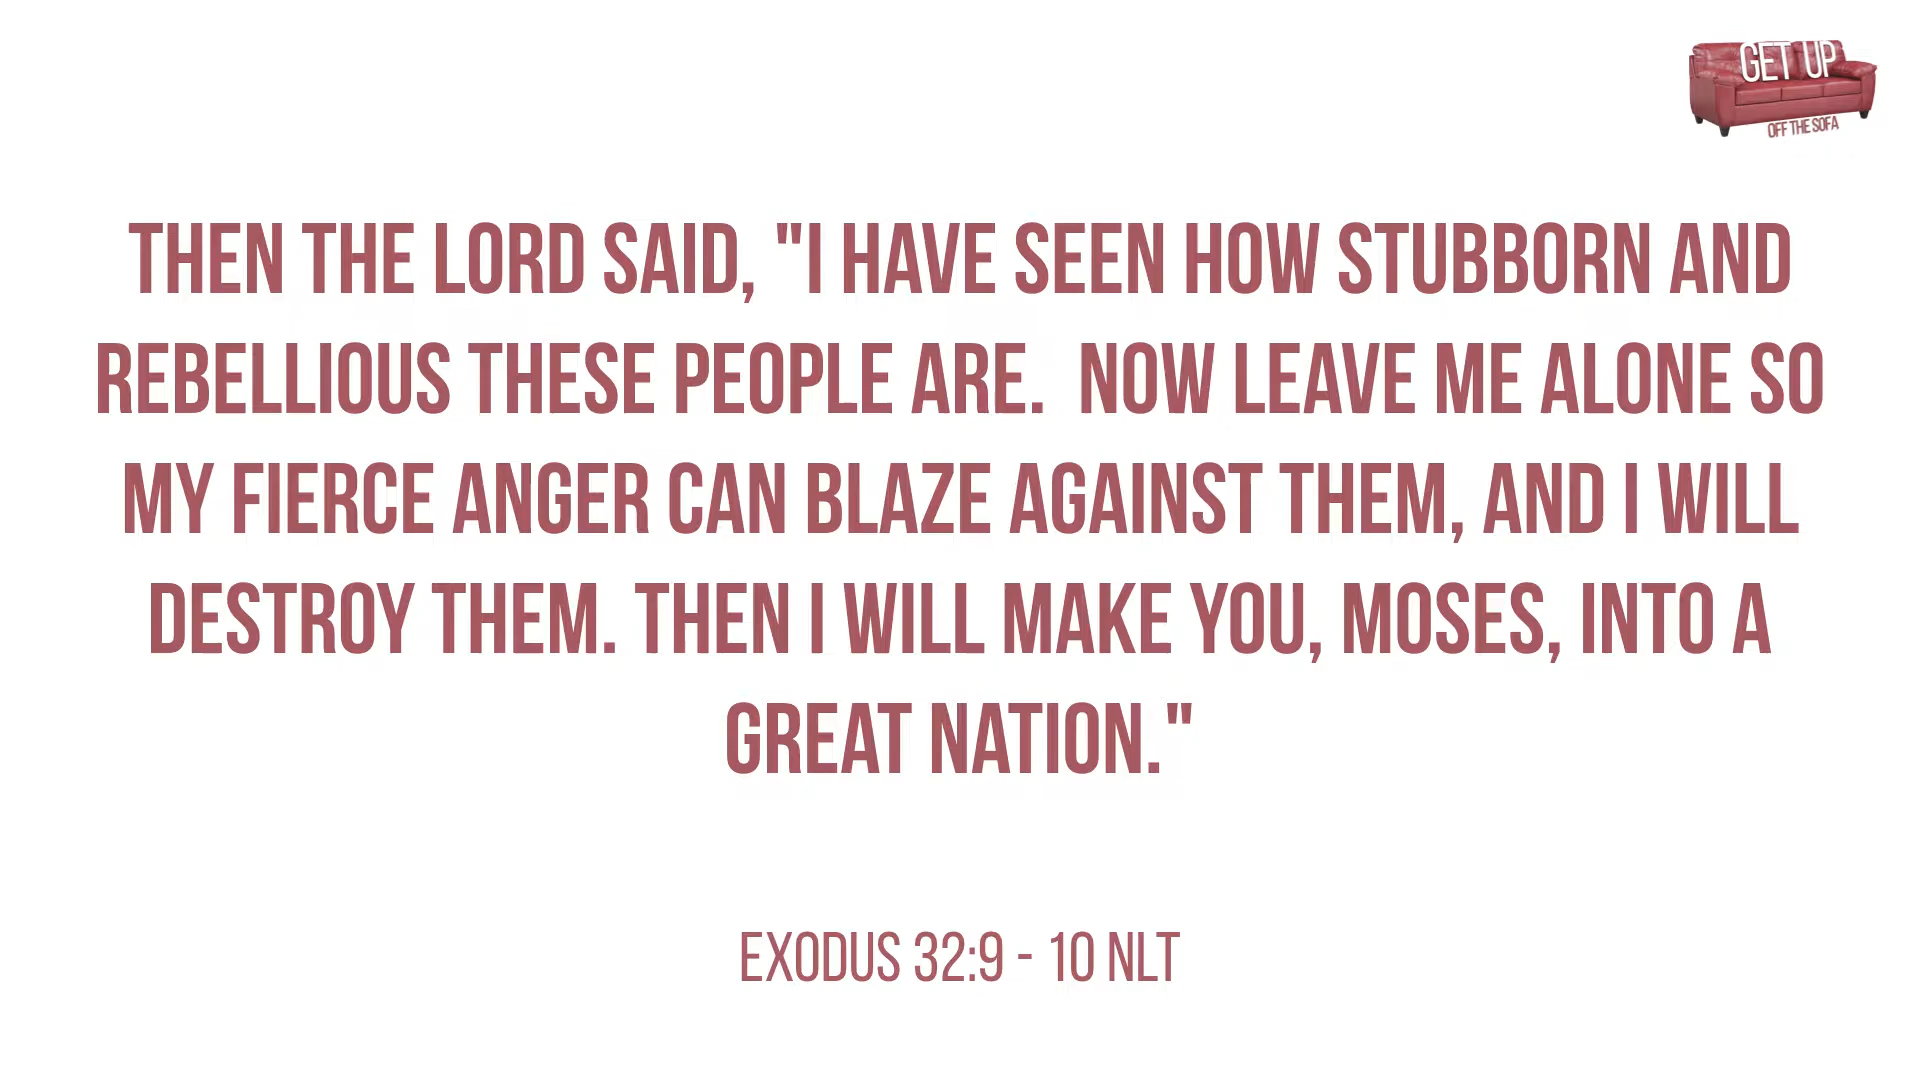 GET UP
OFF THE SOFA
THEN THE LORD SAID, "I HAVE SEEN HOW STUBBORN AND
REBELLIOUS THESE PEOPLE ARE.  NOW LEAVE ME ALONE SO
MY FIERCE ANGER CAN BLAZE AGAINST THEM, AND I WILL
DESTROY THEM. THEN I WILL MAKE YOU, MOSES, INTO A
GREAT NATION."
EXODUS 32:9 - 10 NLT